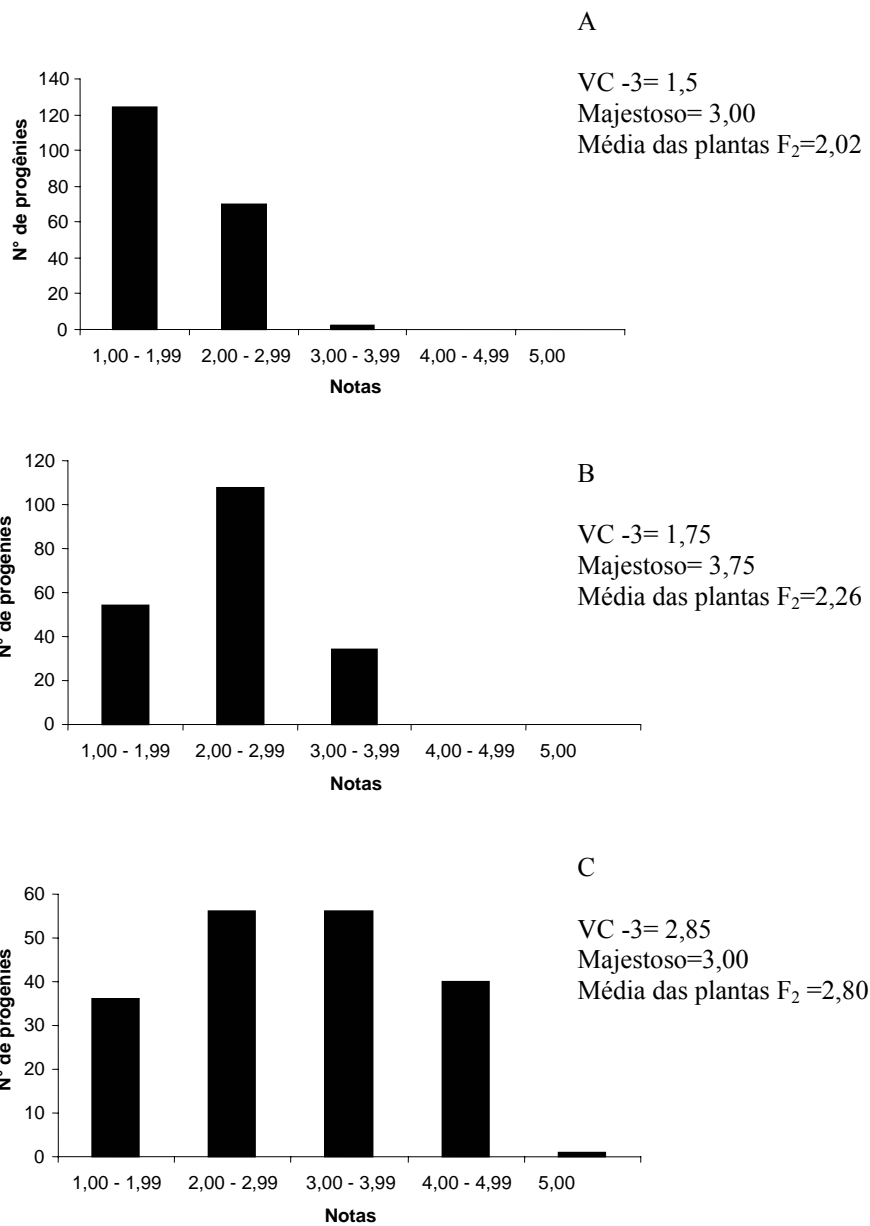 A
VC -3= 1,5
Majestoso= 3,00
Média das plantas F₂=2,02
N° de progênies
140
120
100
80
60
40
20
0
1,00 - 1,99 2,00 - 2,99 3,00 - 3,99 4,00 - 4,99 5,00
Notas
B
VC -3= 1,75
Majestoso= 3,75
Média das plantas F₂=2,26
N° de progênies
120
100
80
60
40
20
0
1,00 - 1,99 2,00 - 2,99 3,00 - 3,99 4,00 - 4,99 5,00
Notas
C
VC -3= 2,85
Majestoso=3,00
Média das plantas F₂ =2,80
N° de progênies
60
50
40
30
20
10
0
1,00 - 1,99 2,00 - 2,99 3,00 - 3,99 4,00 - 4,99 5,00
Notas